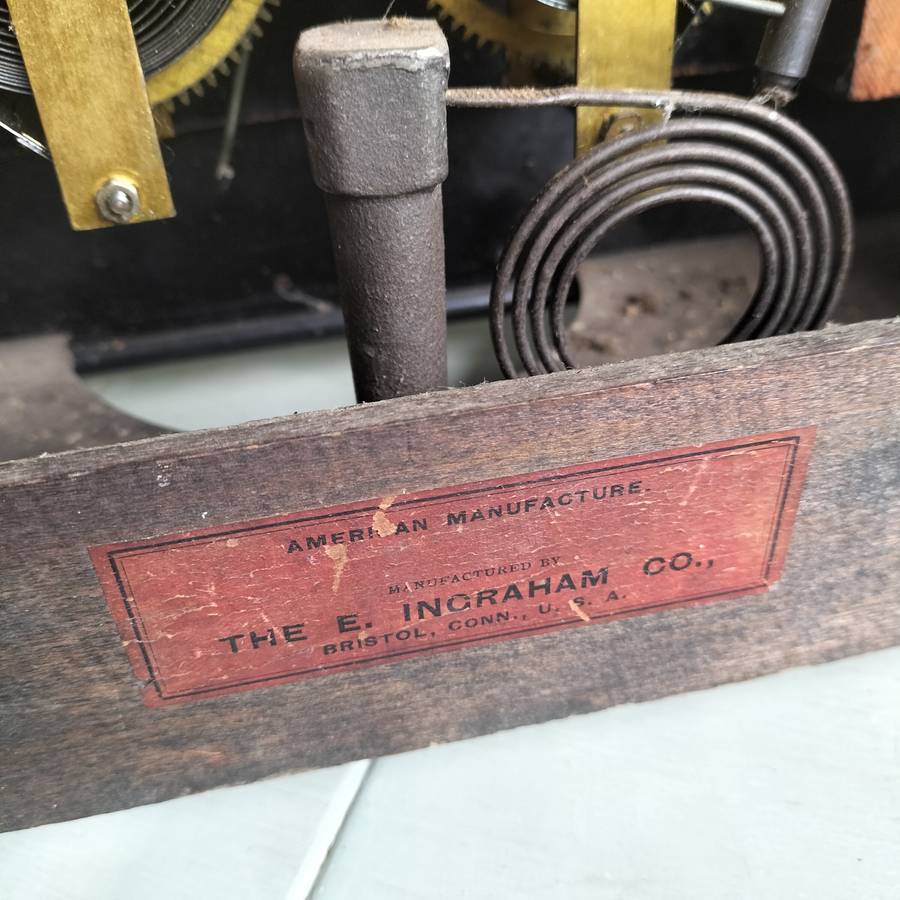 AMERICAN MANUFACTURE.
MANUFACTURED BY
THE E. INGRAHAM CO.,
BRISTOL, CONN., U. S. A.